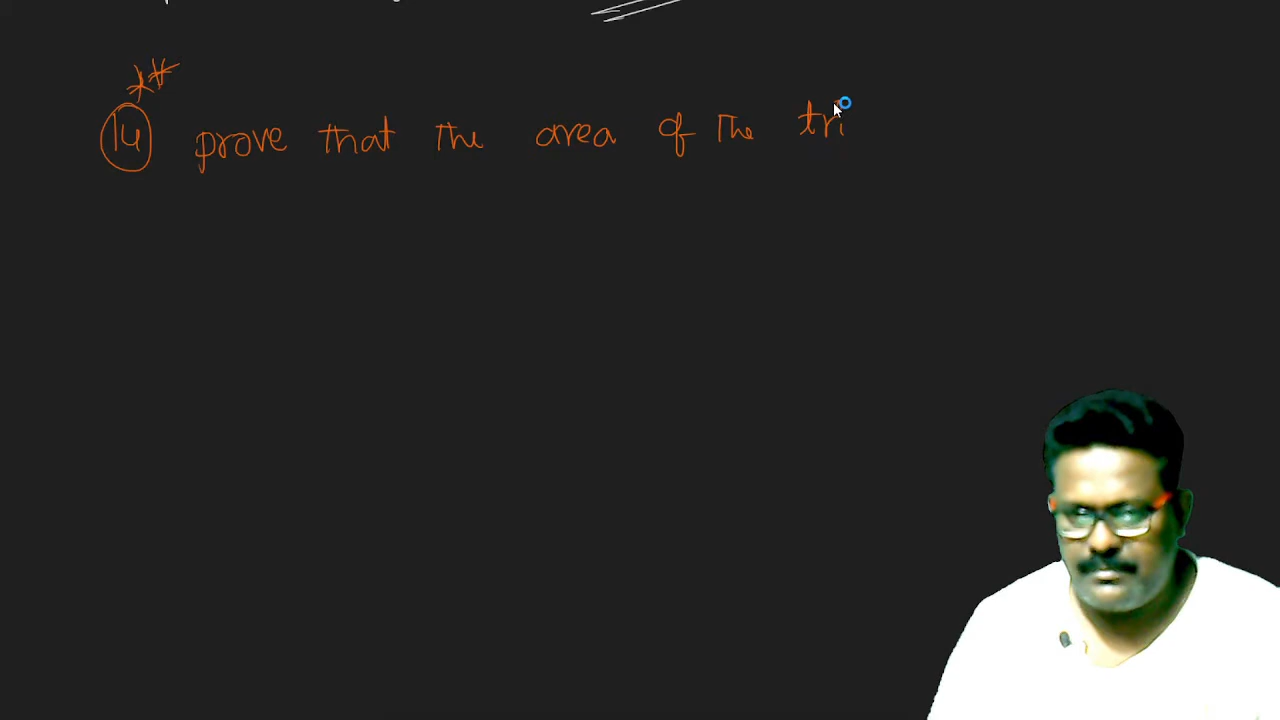 ** 14 prove that the area of the tri